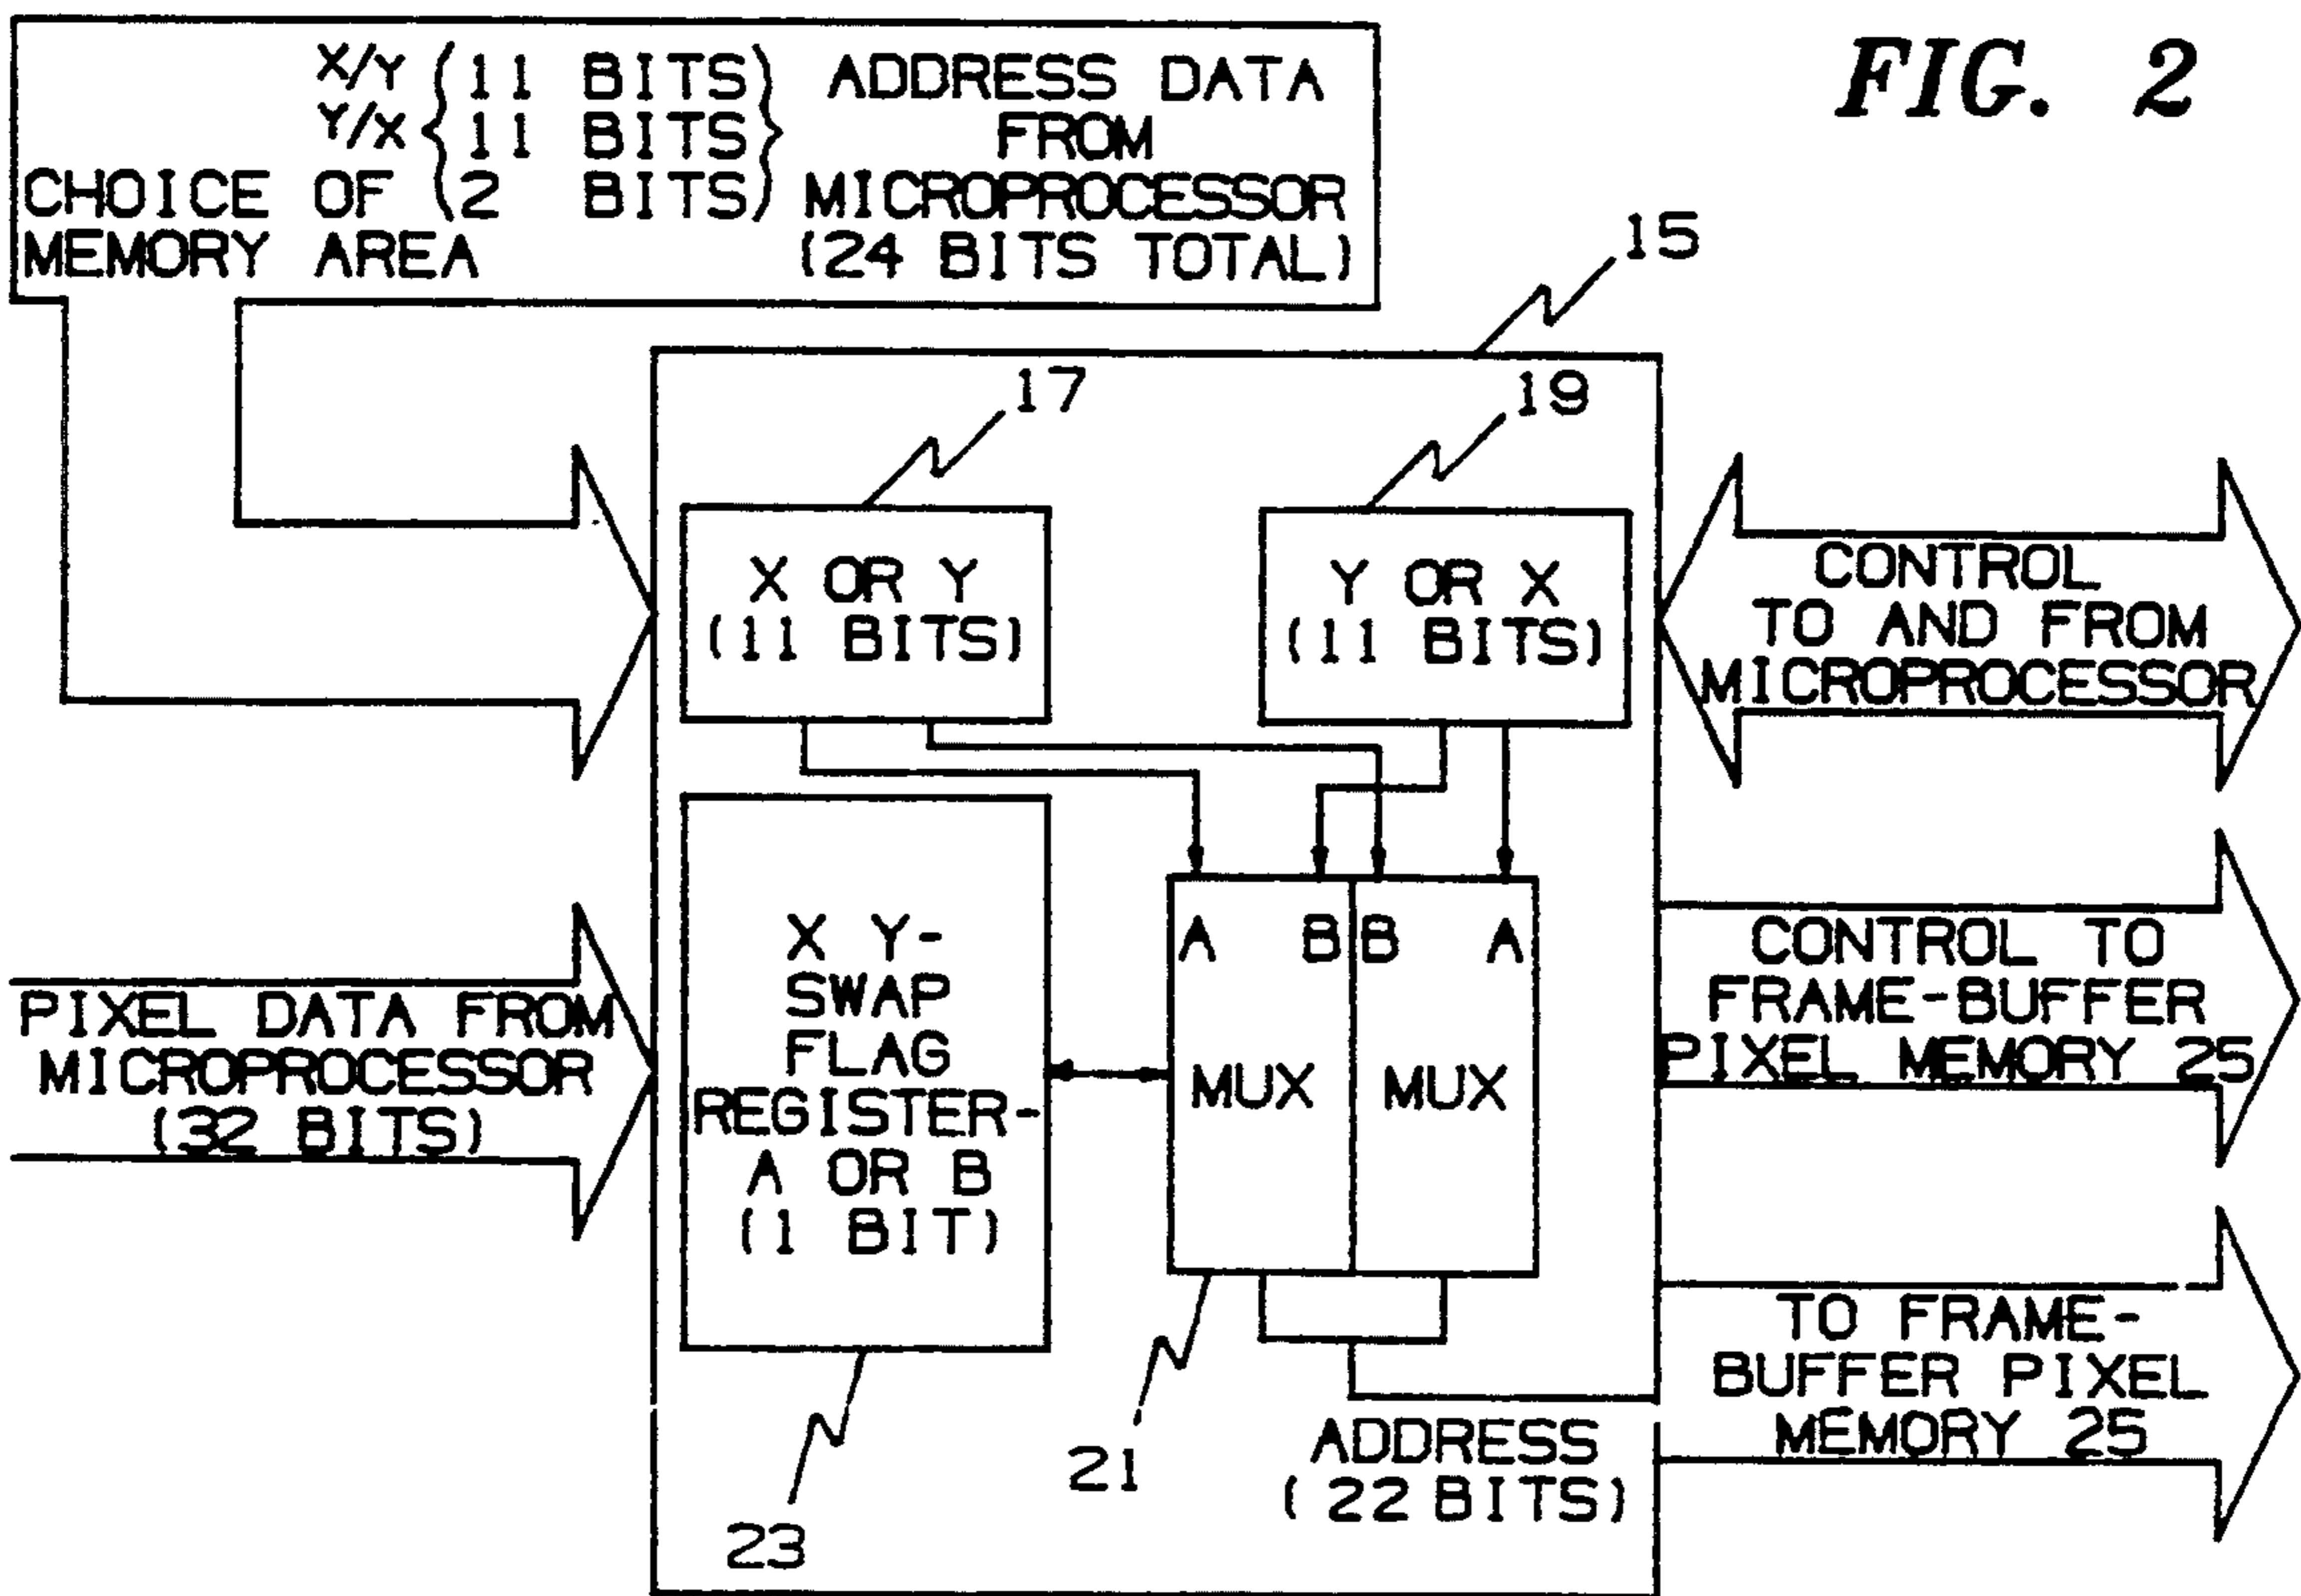 FIG. 2
X/Y { 11 BITS } ADDRESS DATA
Y/X { 11 BITS } FROM
CHOICE OF { 2 BITS } MICROPROCESSOR
MEMORY AREA (24 BITS TOTAL)
15
17
19
X OR Y
(11 BITS)
Y OR X
(11 BITS)
CONTROL
TO AND FROM
MICROPROCESSOR
A B B A
MUX MUX
X Y-
SWAP
FLAG
REGISTER-
A OR B
(1 BIT)
PIXEL DATA FROM
MICROPROCESSOR
(32 BITS)
CONTROL TO
FRAME-BUFFER
PIXEL MEMORY 25
TO FRAME-
BUFFER PIXEL
MEMORY 25
ADDRESS
(22 BITS)
21
23